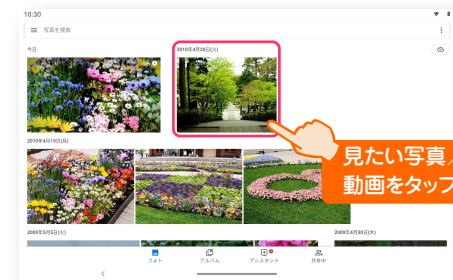 10:30
写真を検索
今日
2010年4月28日(火)
2010年4月19日(月)
見たい写真/
動画をタップ
2009年5月5日(火)
2009年4月30日(木)
フォト
アルバム
アシスタント
共有中